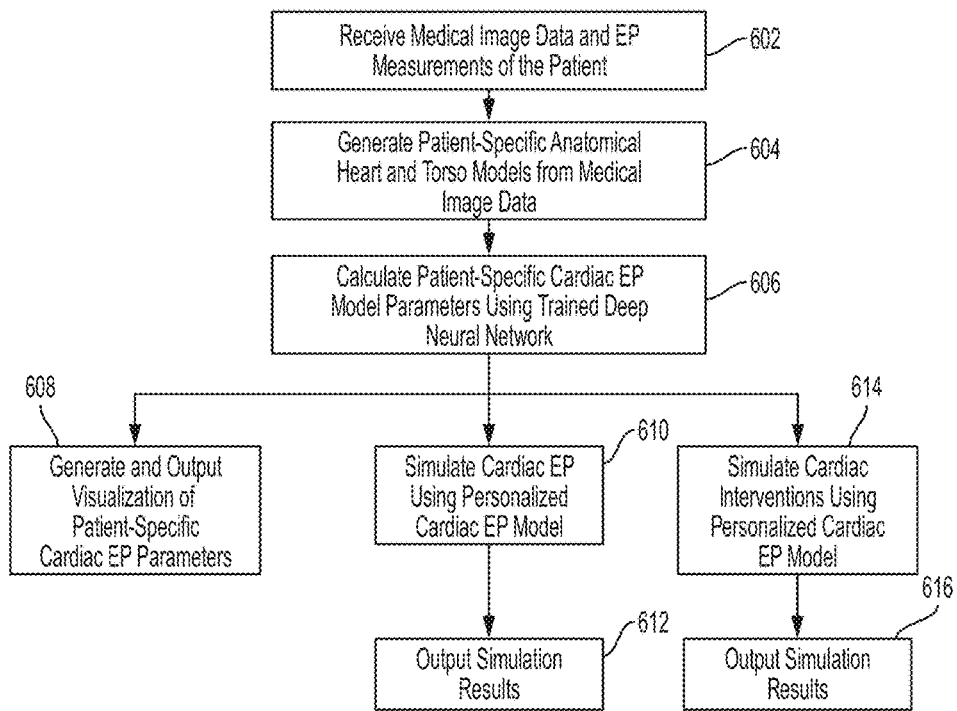 Receive Medical Image Data and EP
Measurements of the Patient
602
Generate Patient-Specific Anatomical
Heart and Torso Models from Medical
Image Data
604
Calculate Patient-Specific Cardiac EP
Model Parameters Using Trained Deep
Neural Network
606
608
Generate and Output
Visualization of
Patient-Specific
Cardiac EP Parameters
610
Simulate Cardiac EP
Using Personalized
Cardiac EP Model
614
Simulate Cardiac
Interventions Using
Personalized Cardiac
EP Model
612
Output Simulation
Results
616
Output Simulation
Results